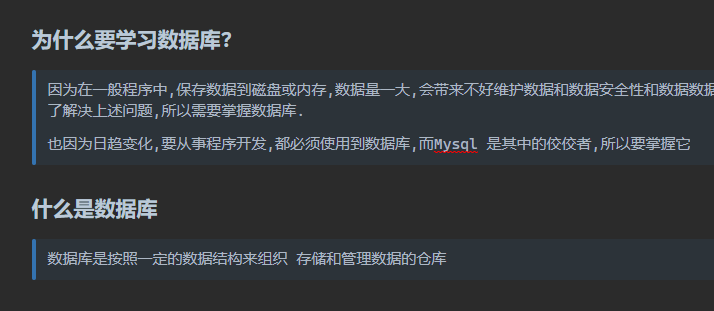 为什么要学习数据库?
因为在一般程序中,保存数据到磁盘或内存,数据量一大,会带来不好维护数据和数据安全性和数据数据
了解决上述问题,所以需要掌握数据库.
也因为日趋变化,要从事程序开发,都必须使用到数据库,而Mysql 是其中的佼佼者,所以要掌握它
什么是数据库
数据库是按照一定的数据结构来组织 存储和管理数据的仓库